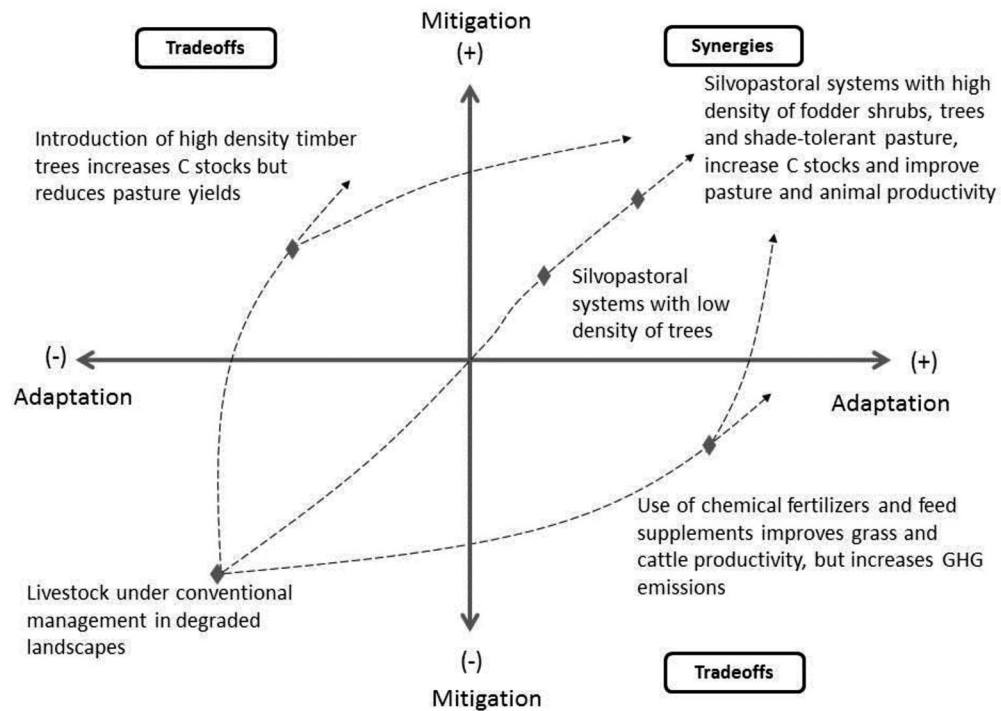 Tradeoffs
Mitigation
(+)
Synergies
Silvopastoral systems with high
density of fodder shrubs, trees
and shade-tolerant pasture,
increase C stocks and improve
pasture and animal productivity
Introduction of high density timber
trees increases C stocks but
reduces pasture yields
Silvopastoral
systems with low
density of trees
(-)
Adaptation
(+)
Adaptation
Use of chemical fertilizers and feed
supplements improves grass and
cattle productivity, but increases GHG
emissions
Livestock under conventional
management in degraded
landscapes
(-)
Mitigation
Tradeoffs